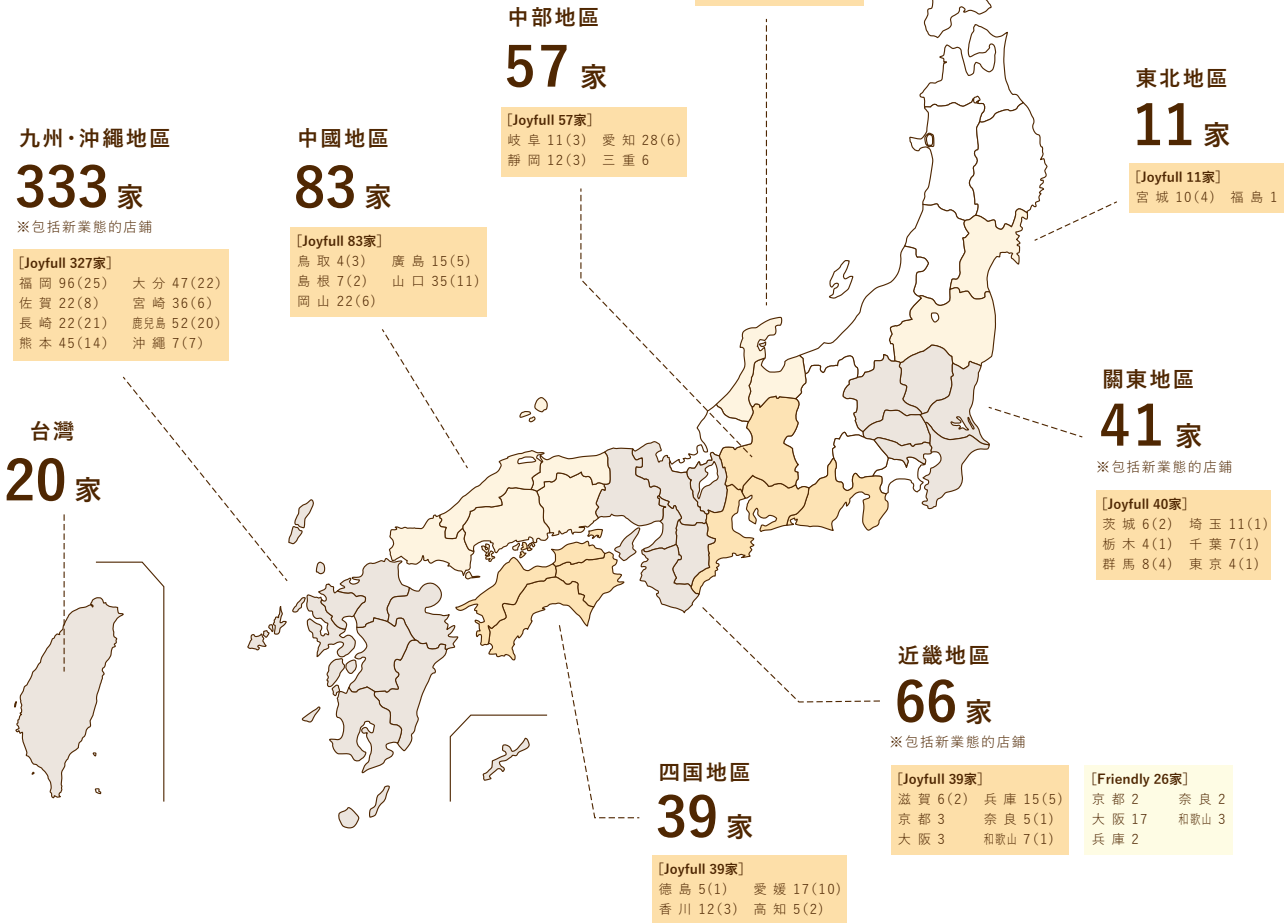 中部地區
57 家
[Joyfull 57家]
岐阜 11(3) 愛知 28(6)
靜岡 12(3) 三重 6
東北地區
11 家
[Joyfull 11家]
宮城 10(4) 福島 1
九州・沖繩地區
333 家
※包括新業態的店鋪
[Joyfull 327家]
福岡 96(25) 大分 47(22)
佐賀 22(8) 宮崎 36(6)
長崎 22(21) 鹿兒島 52(20)
熊本 45(14) 沖繩 7(7)
中國地區
83 家
[Joyfull 83家]
鳥取 4(3) 廣島 15(5)
島根 7(2) 山口 35(11)
岡山 22(6)
關東地區
41 家
※包括新業態的店鋪
[Joyfull 40家]
茨城 6(2) 埼玉 11(1)
栃木 4(1) 千葉 7(1)
群馬 8(4) 東京 4(1)
台灣
20 家
近畿地區
66 家
※包括新業態的店鋪
[Joyfull 39家]
滋賀 6(2) 兵庫 15(5)
京都 3 奈良 5(1)
大阪 3 和歌山 7(1)
[Friendly 26家]
京都 2 奈良 2
大阪 17 和歌山 3
兵庫 2
四国地區
39 家
[Joyfull 39家]
德島 5(1) 愛媛 17(10)
香川 12(3) 高知 5(2)